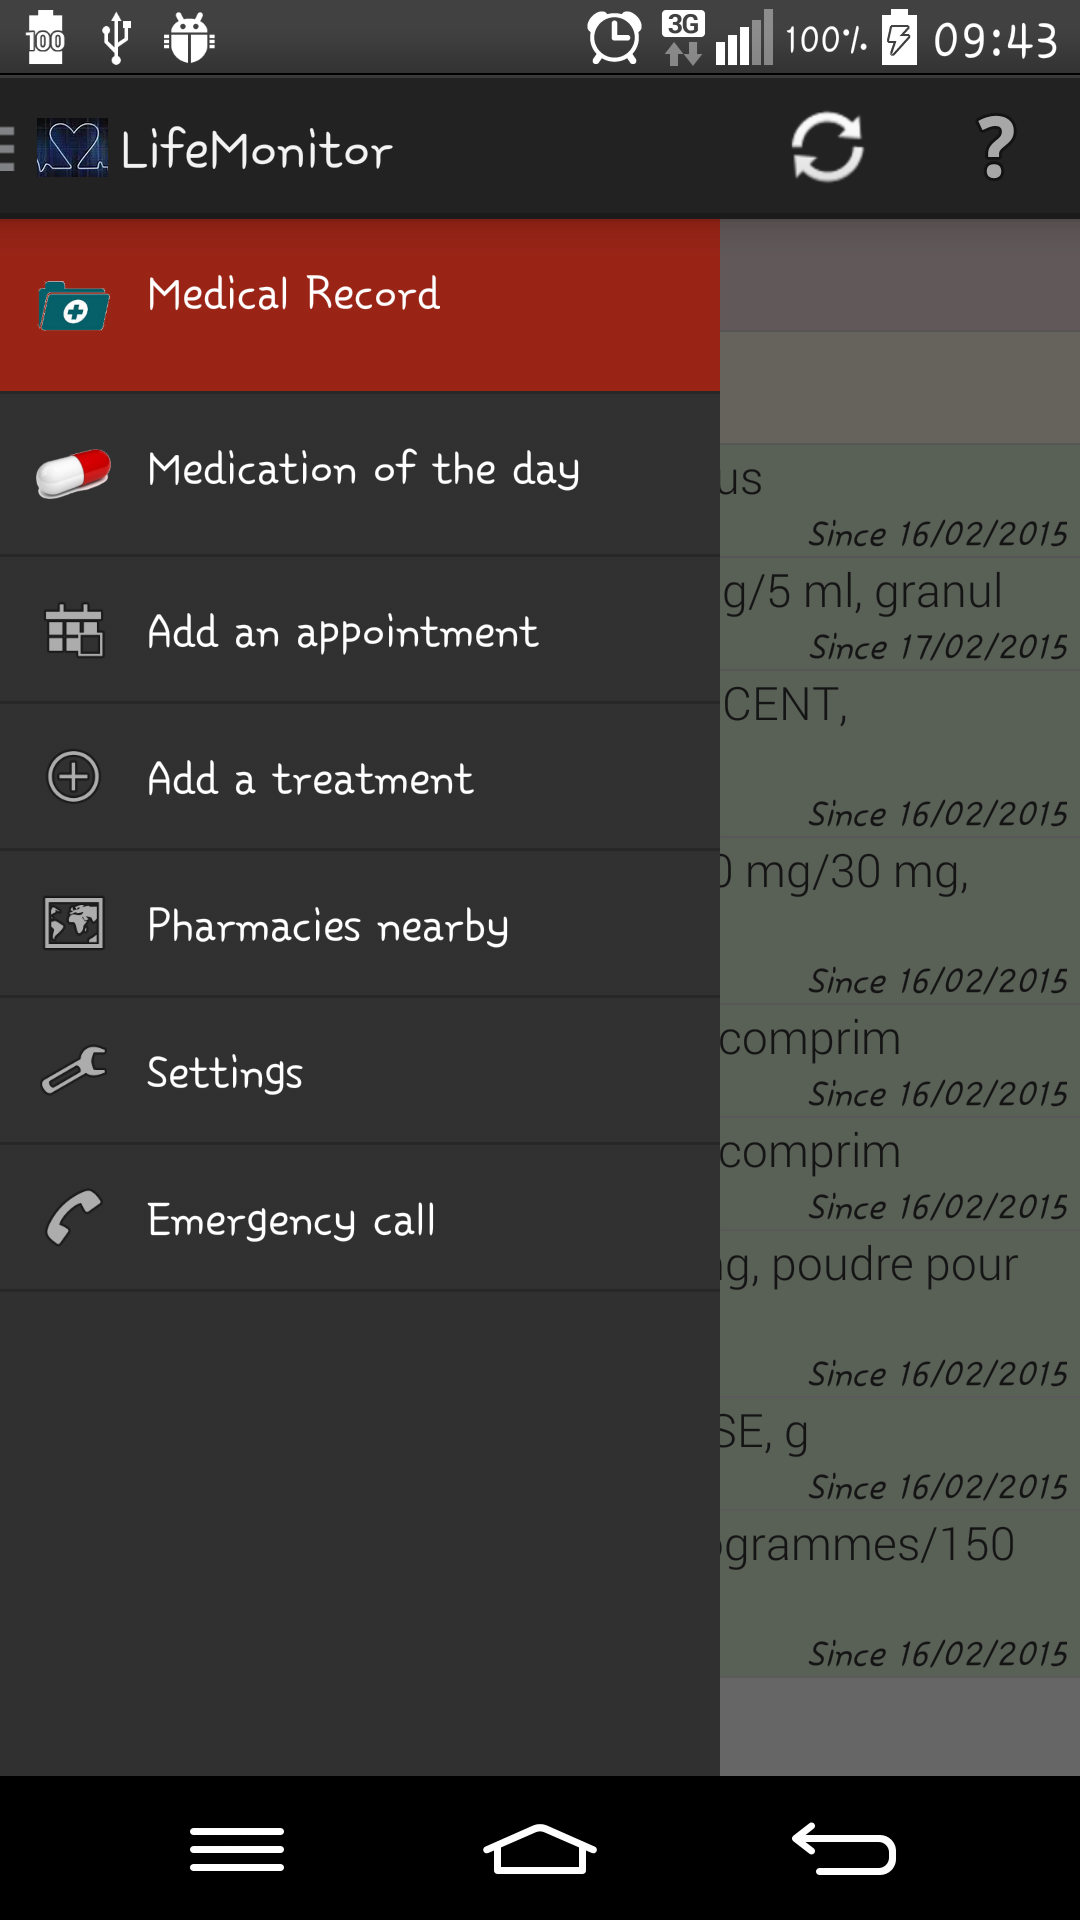 100 3G 100% 09:43
LifeMonitor ?
Medical Record
Medication of the day
Add an appointment
Add a treatment
Pharmacies nearby
Settings
Emergency call
us
Since 16/02/2015
g/5 ml, granul
Since 17/02/2015
CENT,
Since 16/02/2015
0 mg/30 mg,
Since 16/02/2015
comprim
Since 16/02/2015
comprim
Since 16/02/2015
g, poudre pour
Since 16/02/2015
SE, g
Since 16/02/2015
ogrammes/150
Since 16/02/2015